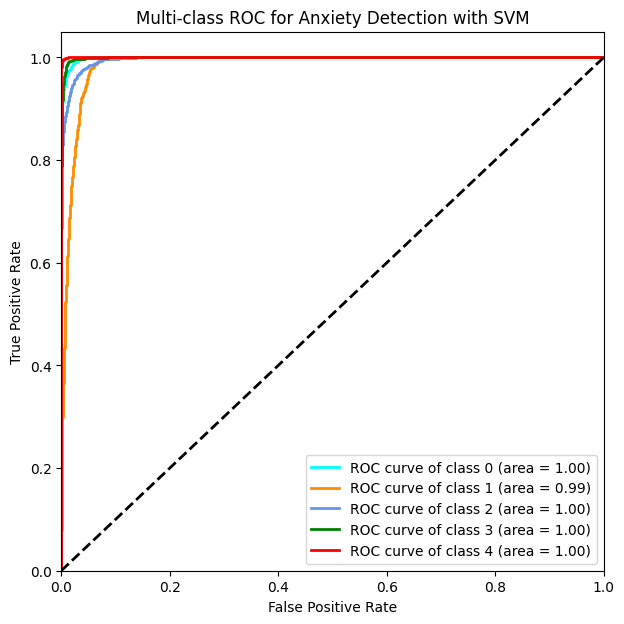 Multi-class ROC for Anxiety Detection with SVM
True Positive Rate
1.0
0.8
0.6
0.4
0.2
0.0
ROC curve of class 0 (area = 1.00)
ROC curve of class 1 (area = 0.99)
ROC curve of class 2 (area = 1.00)
ROC curve of class 3 (area = 1.00)
ROC curve of class 4 (area = 1.00)
0.0 0.2 0.4 0.6 0.8 1.0
False Positive Rate